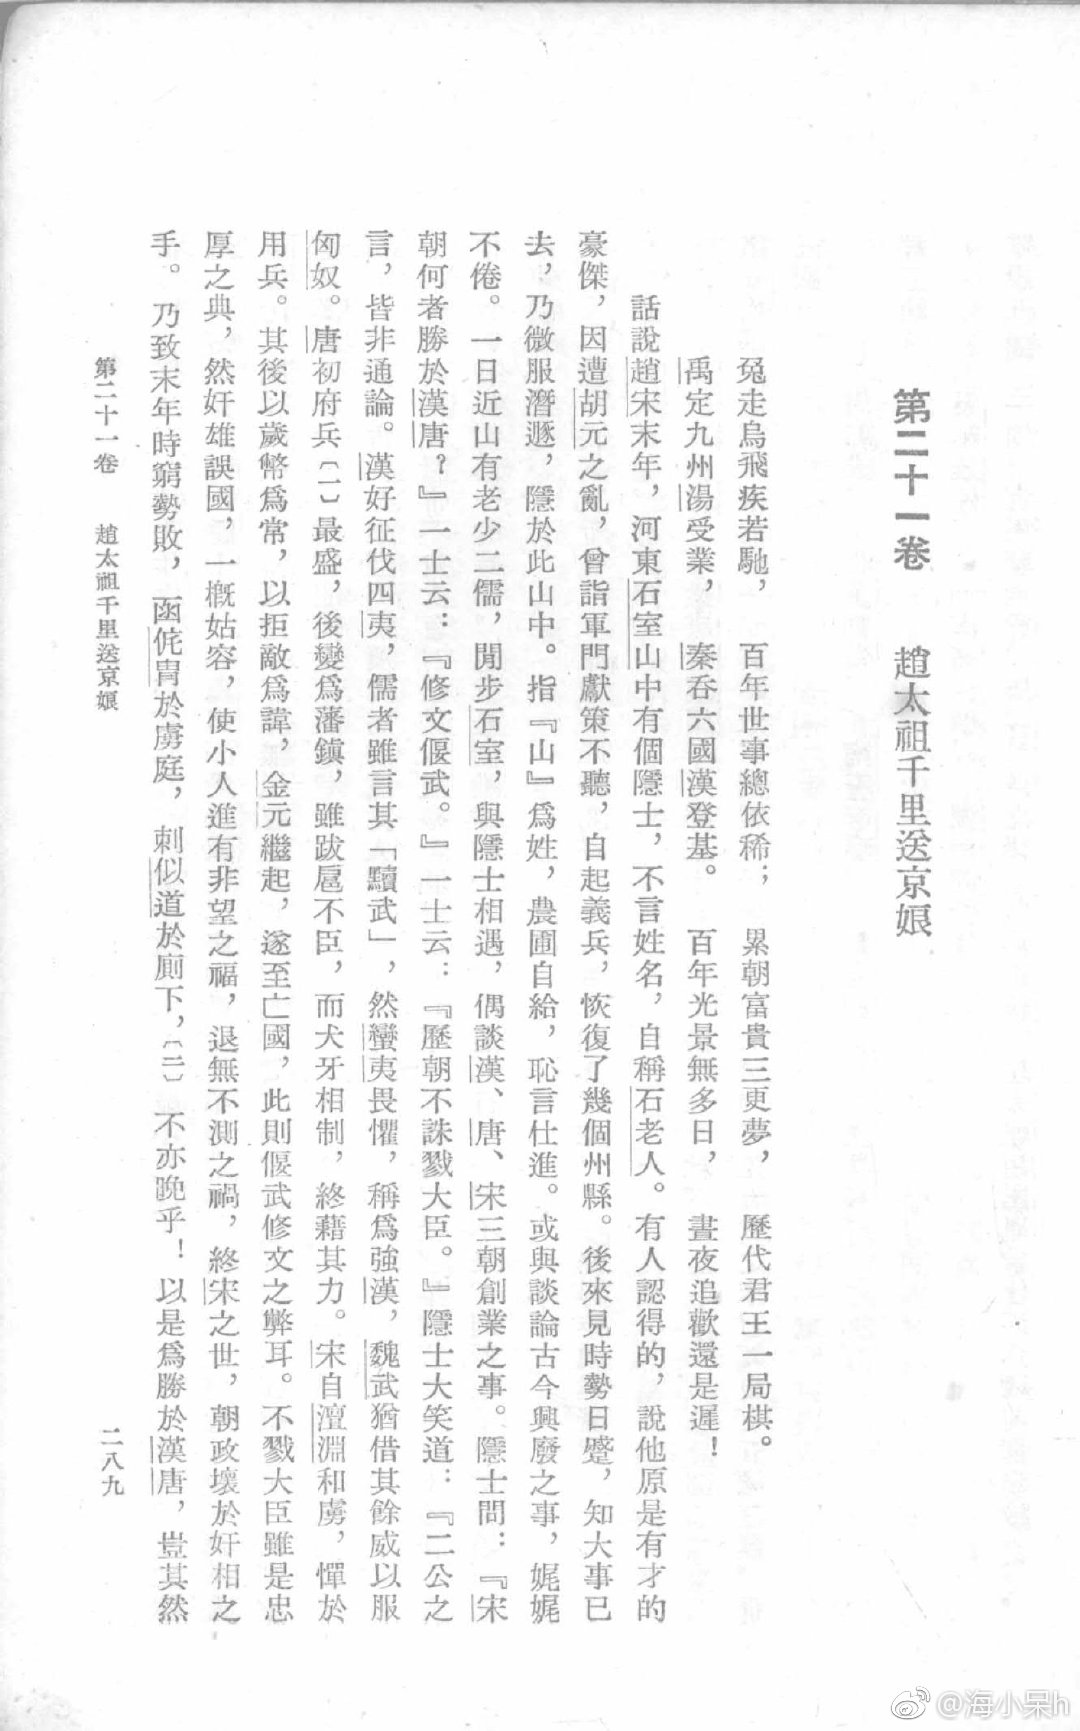 第二十一卷　趙太祖千里送京娘
兔走烏飛疾若馳，　百年世事總依稀；　累朝富貴三更夢，　歷代君王一局棋。
禹定九州湯受業，　秦吞六國漢登基。　百年光景無多日，　晝夜追歡還是遲！
話說趙宋末年，河東石室山中有個隱士，不言姓名，自稱石老人。有人認得的，說他原是有才的
豪傑，因遭胡元之亂，曾詣軍門獻策不聽，自起義兵，恢復了幾個州縣。後來見時勢日蹙，知大事已
去，乃微服潛遯，隱於此山中。指『山』爲姓，農圃自給，恥言仕進。或與談論古今興廢之事，娓娓
不倦。一日近山有老少二儒，閒步石室，與隱士相遇，偶談漢、唐、宋三朝創業之事。隱士問：『宋
朝何者勝於漢唐？』一士云：『修文偃武。』一士云：『歷朝不誅戮大臣。』隱士大笑道：『二公之
言，皆非通論。漢好征伐四夷，儒者雖言其「黷武」，然蠻夷畏懼，稱爲強漢，魏武猶借其餘威以服
匈奴。唐初府兵〔一〕最盛，後變爲藩鎮，雖跋扈不臣，而犬牙相制，終藉其力。宋自澶淵和虜，憚於
用兵。其後以歲幣爲常，以拒敵爲諱，金元繼起，遂至亡國，此則偃武修文之弊耳。不戮大臣雖是忠
厚之典，然奸雄誤國，一概姑容，使小人進有非望之福，退無不測之禍，終宋之世，朝政壞於奸相之
手。乃致末年時窮勢敗，函侂冑於虜庭，刺似道於廁下，〔二〕不亦晚乎！以是爲勝於漢唐，豈其然
第二十一卷　趙太祖千里送京娘
二八九
@海小呆h